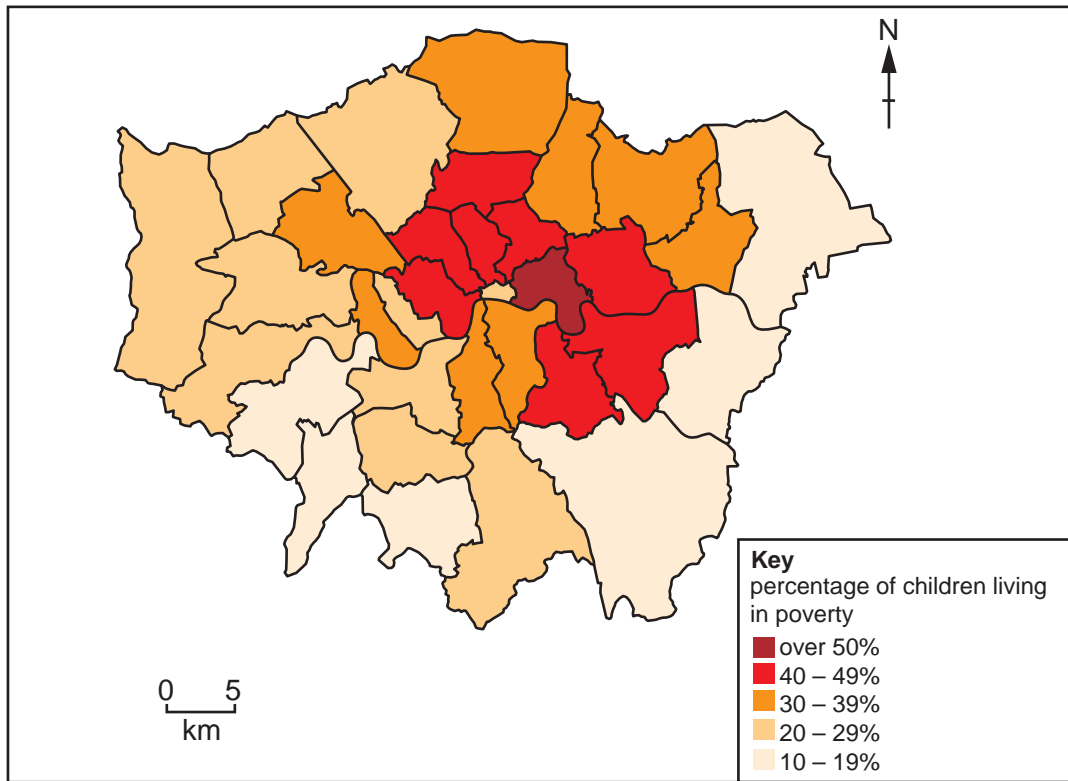 N
Key
percentage of children living
in poverty
over 50%
40 – 49%
30 – 39%
20 – 29%
10 – 19%
0 5
km